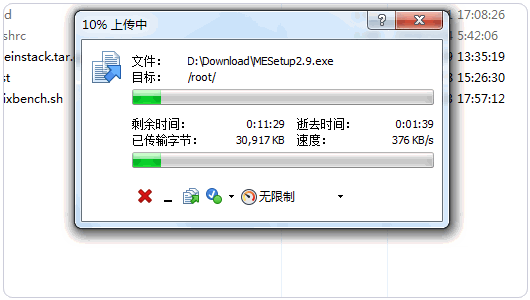 10% 上传中
17:08:26
shrc
5:42:06
文件： D:\Download\MESetup2.9.exe
einstack.tar.
13:35:19
目标： /root/
st
15:26:30
ixbench.sh
17:57:12
剩余时间： 0:11:29 逝去时间： 0:01:39
已传输字节： 30,917 KB 速度： 376 KB/s
无限制